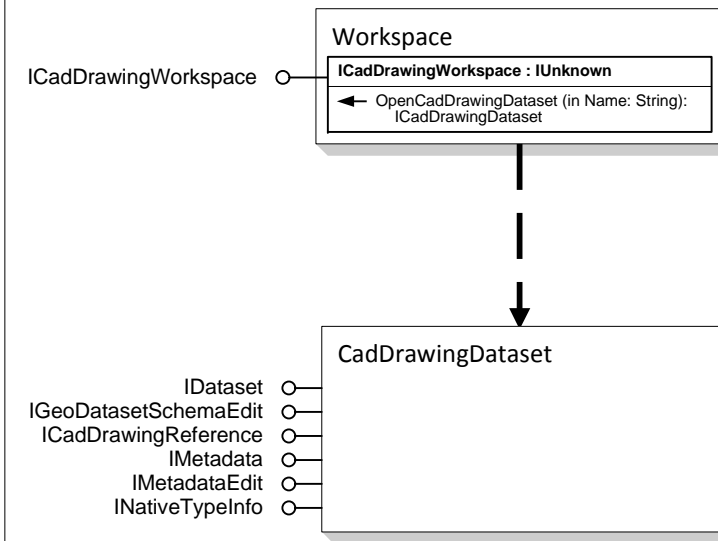 Workspace
ICadDrawingWorkspace
ICadDrawingWorkspace : IUnknown
OpenCadDrawingDataset (in Name: String):
ICadDrawingDataset
CadDrawingDataset
IDataset
IGeoDatasetSchemaEdit
ICadDrawingReference
IMetadata
IMetadataEdit
INativeTypeInfo